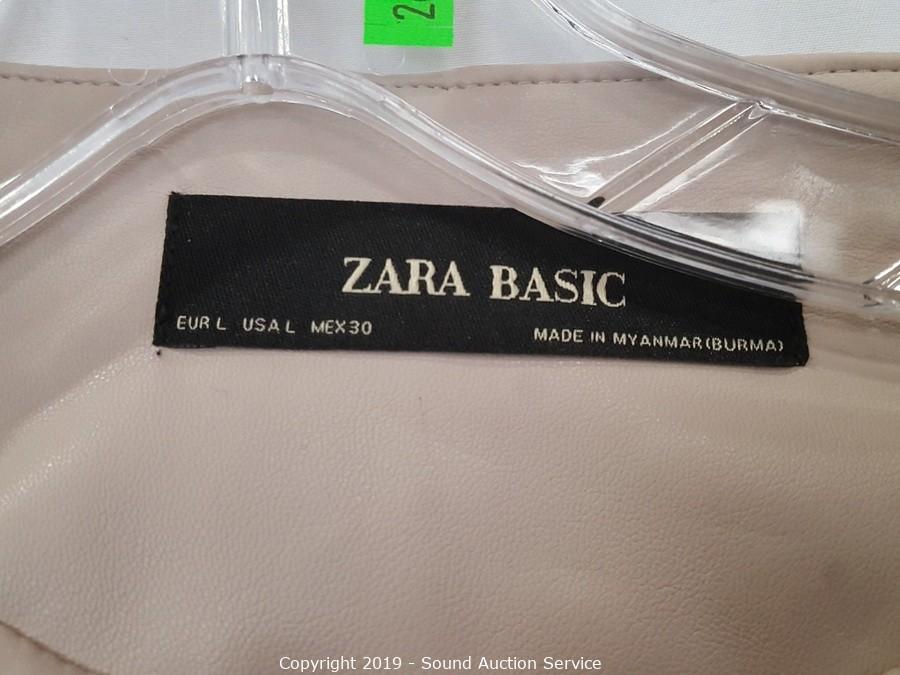 ZARA BASIC
EUR L USA L MEX 30
MADE IN MYANMAR (BURMA)
Copyright 2019 - Sound Auction Service